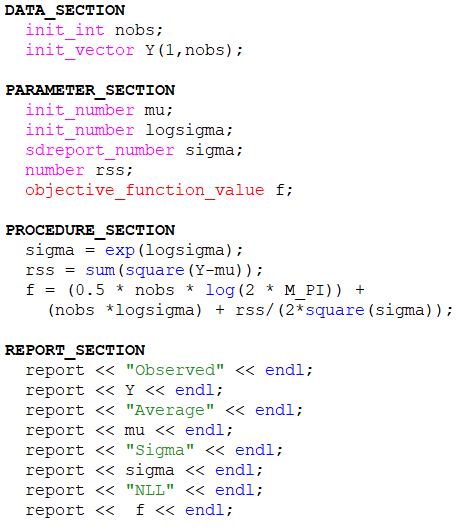 DATA_SECTION
  init_int nobs;
  init_vector Y(1,nobs);

PARAMETER_SECTION
  init_number mu;
  init_number logsigma;
  sdreport_number sigma;
  number rss;
  objective_function_value f;

PROCEDURE_SECTION
  sigma = exp(logsigma);
  rss = sum(square(Y-mu));
  f = (0.5 * nobs * log(2 * M_PI)) +
    (nobs *logsigma) + rss/(2*square(sigma));

REPORT_SECTION
  report << "Observed" << endl;
  report << Y << endl;
  report << "Average" << endl;
  report << mu << endl;
  report << "Sigma" << endl;
  report << sigma << endl;
  report << "NLL" << endl;
  report <<  f << endl;